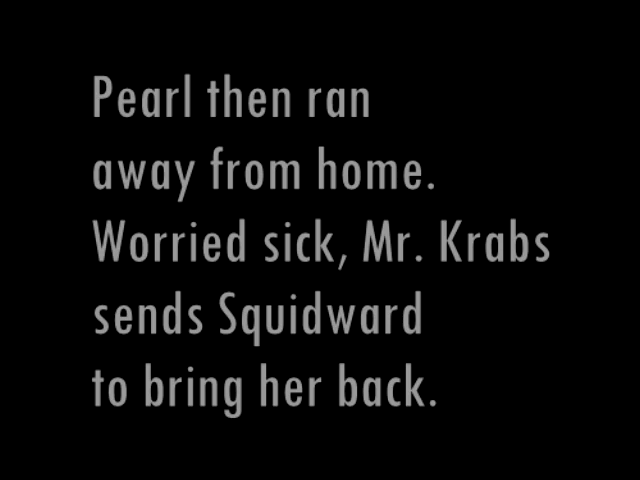 Pearl then ran
away from home.
Worried sick, Mr. Krabs
sends Squidward
to bring her back.